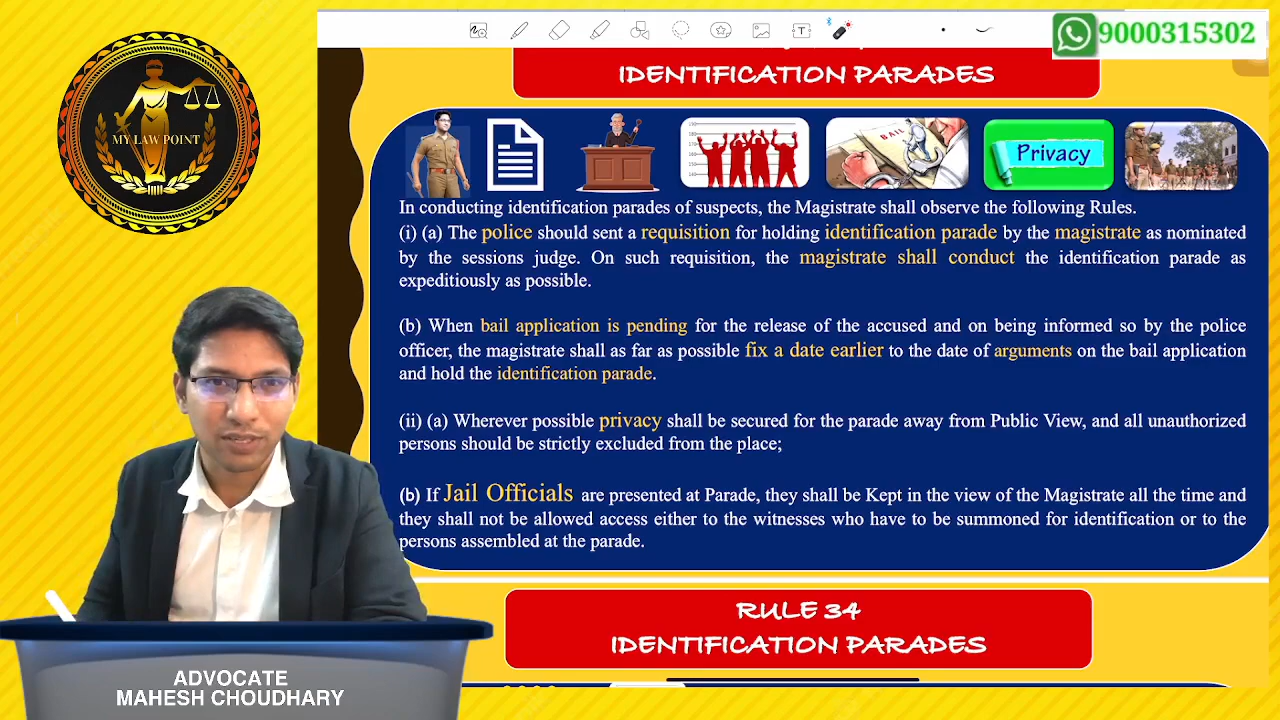 9000315302
MY LAW POINT
IDENTIFICATION PARADES
BAIL
Privacy
In conducting identification parades of suspects, the Magistrate shall observe the following Rules.
(i) (a) The police should sent a requisition for holding identification parade by the magistrate as nominated
by the sessions judge. On such requisition, the magistrate shall conduct the identification parade as
expeditiously as possible.
(b) When bail application is pending for the release of the accused and on being informed so by the police
officer, the magistrate shall as far as possible fix a date earlier to the date of arguments on the bail application
and hold the identification parade.
(ii) (a) Wherever possible privacy shall be secured for the parade away from Public View, and all unauthorized
persons should be strictly excluded from the place;
(b) If Jail Officials are presented at Parade, they shall be Kept in the view of the Magistrate all the time and
they shall not be allowed access either to the witnesses who have to be summoned for identification or to the
persons assembled at the parade.
RULE 34
IDENTIFICATION PARADES
ADVOCATE
MAHESH CHOUDHARY